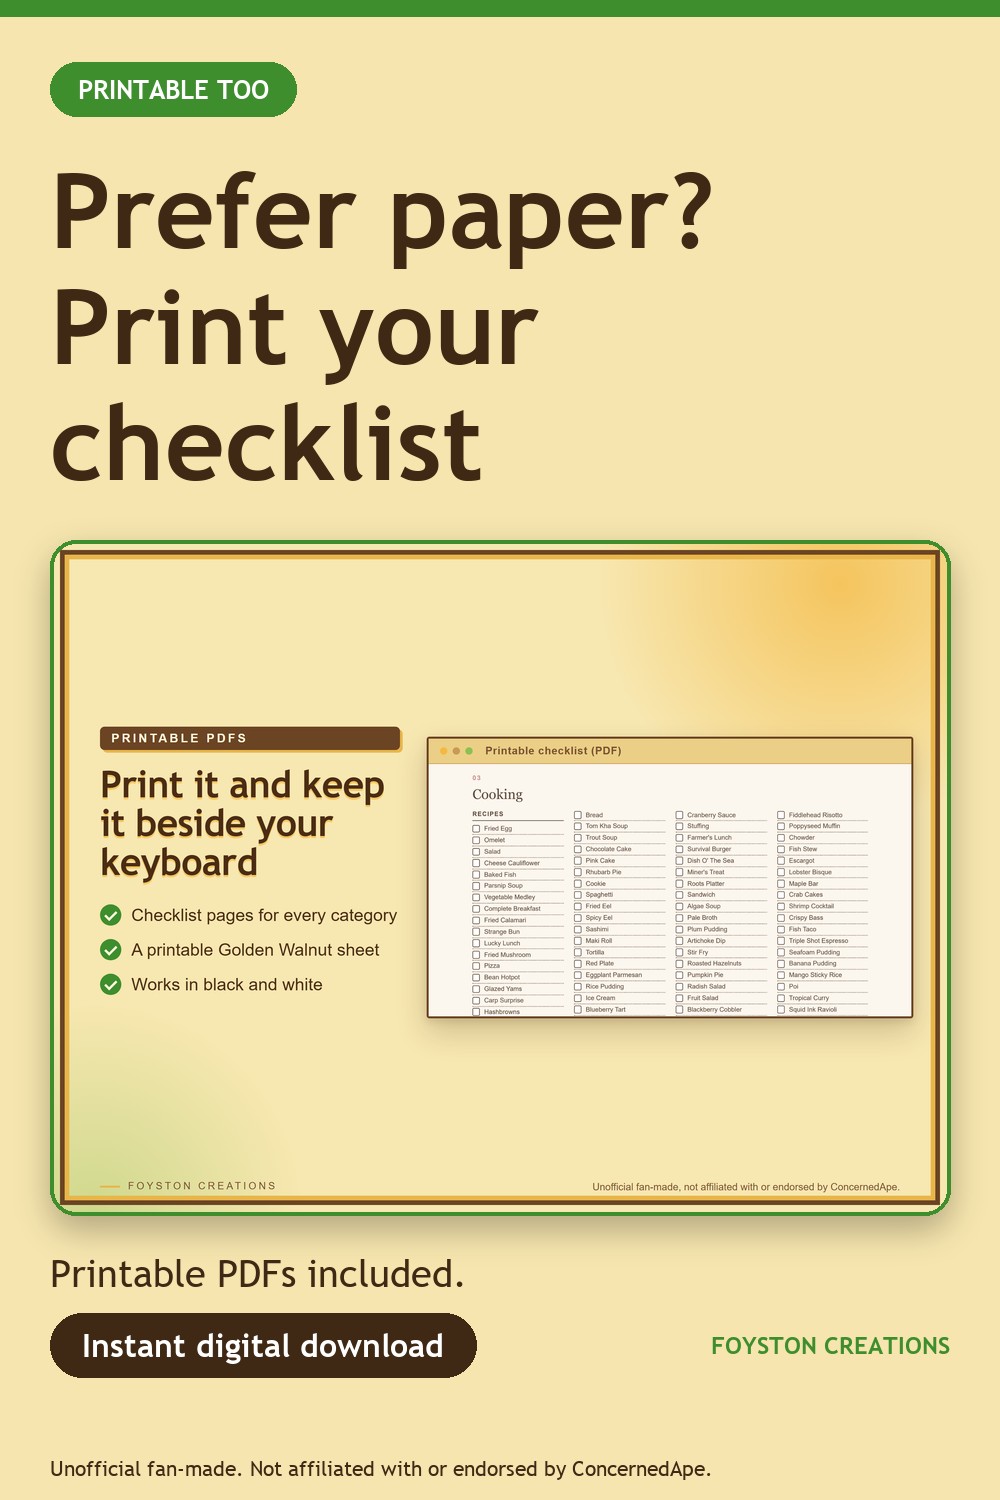 PRINTABLE TOO
Prefer paper?
Print your
checklist
PRINTABLE PDFS
Print it and keep
it beside your
keyboard
Checklist pages for every category
A printable Golden Walnut sheet
Works in black and white
Printable checklist (PDF)
03
Cooking
RECIPES
Fried Egg
Omelet
Salad
Cheese Cauliflower
Baked Fish
Parsnip Soup
Vegetable Medley
Complete Breakfast
Fried Calamari
Strange Bun
Lucky Lunch
Fried Mushroom
Pizza
Bean Hotpot
Glazed Yams
Carp Surprise
Hashbrowns
Bread
Tom Kha Soup
Trout Soup
Chocolate Cake
Pink Cake
Rhubarb Pie
Cookie
Spaghetti
Fried Eel
Spicy Eel
Sashimi
Maki Roll
Tortilla
Red Plate
Eggplant Parmesan
Rice Pudding
Ice Cream
Blueberry Tart
Cranberry Sauce
Stuffing
Farmer's Lunch
Survival Burger
Dish O' The Sea
Miner's Treat
Roots Platter
Sandwich
Algae Soup
Pale Broth
Plum Pudding
Artichoke Dip
Stir Fry
Roasted Hazelnuts
Pumpkin Pie
Radish Salad
Fruit Salad
Blackberry Cobbler
Fiddlehead Risotto
Poppyseed Muffin
Chowder
Fish Stew
Escargot
Lobster Bisque
Maple Bar
Crab Cakes
Shrimp Cocktail
Crispy Bass
Fish Taco
Triple Shot Espresso
Seafoam Pudding
Banana Pudding
Mango Sticky Rice
Poi
Tropical Curry
Squid Ink Ravioli
FOYSTON CREATIONS
Unofficial fan-made, not affiliated with or endorsed by ConcernedApe.
Printable PDFs included.
Instant digital download
FOYSTON CREATIONS
Unofficial fan-made. Not affiliated with or endorsed by ConcernedApe.